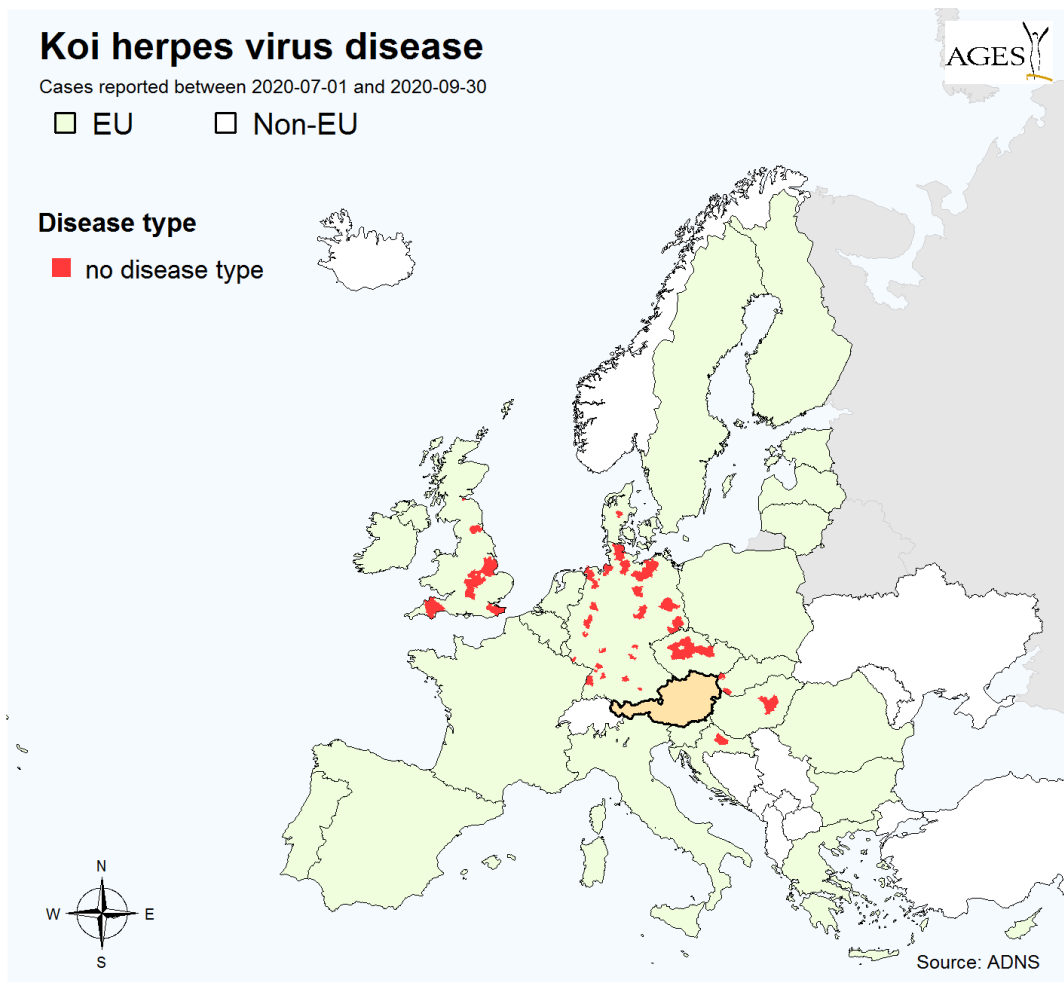 Koi herpes virus disease
Cases reported between 2020-07-01 and 2020-09-30
EU Non-EU
AGES
Disease type
no disease type
N
W E
S
Source: ADNS